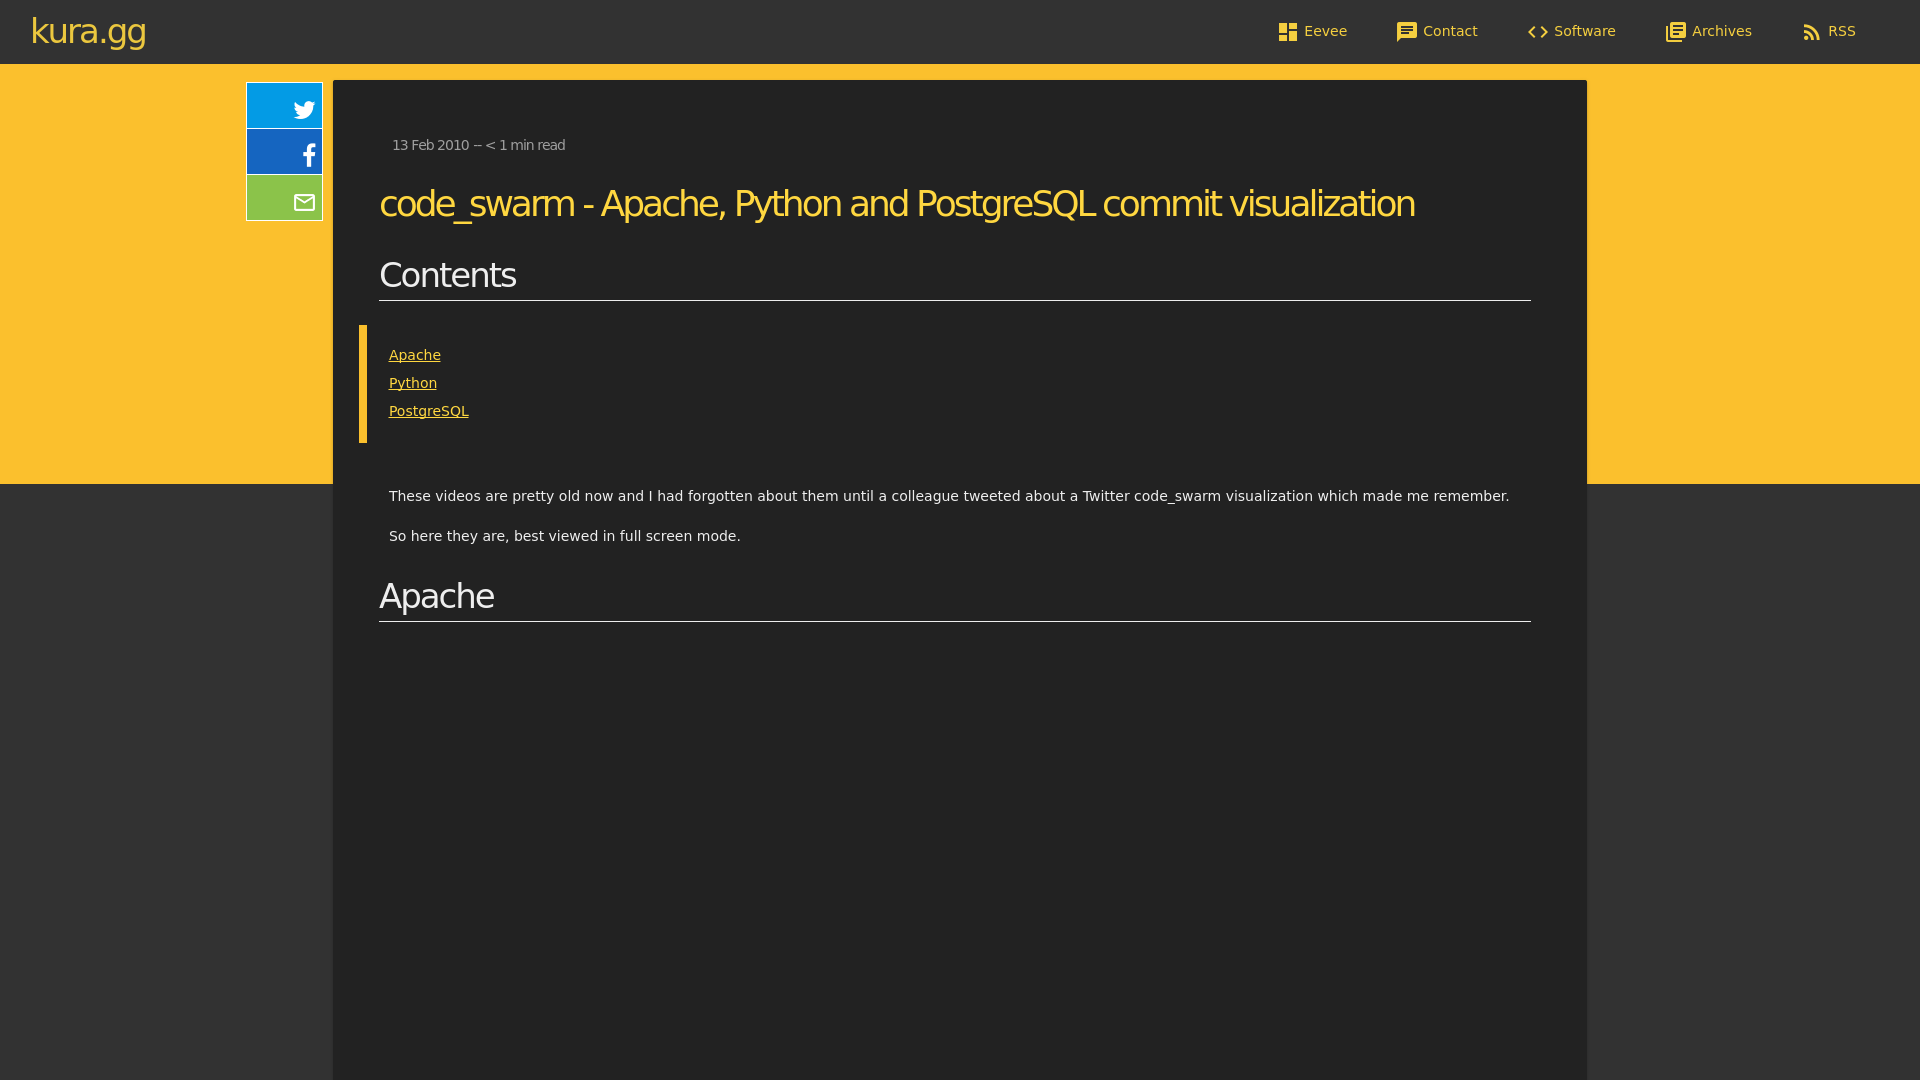 kura.gg
Eevee
Contact
Software
Archives
RSS
13 Feb 2010 -- < 1 min read
code_swarm - Apache, Python and PostgreSQL commit visualization
Contents
Apache
Python
PostgreSQL
These videos are pretty old now and I had forgotten about them until a colleague tweeted about a Twitter code_swarm visualization which made me remember.
So here they are, best viewed in full screen mode.
Apache